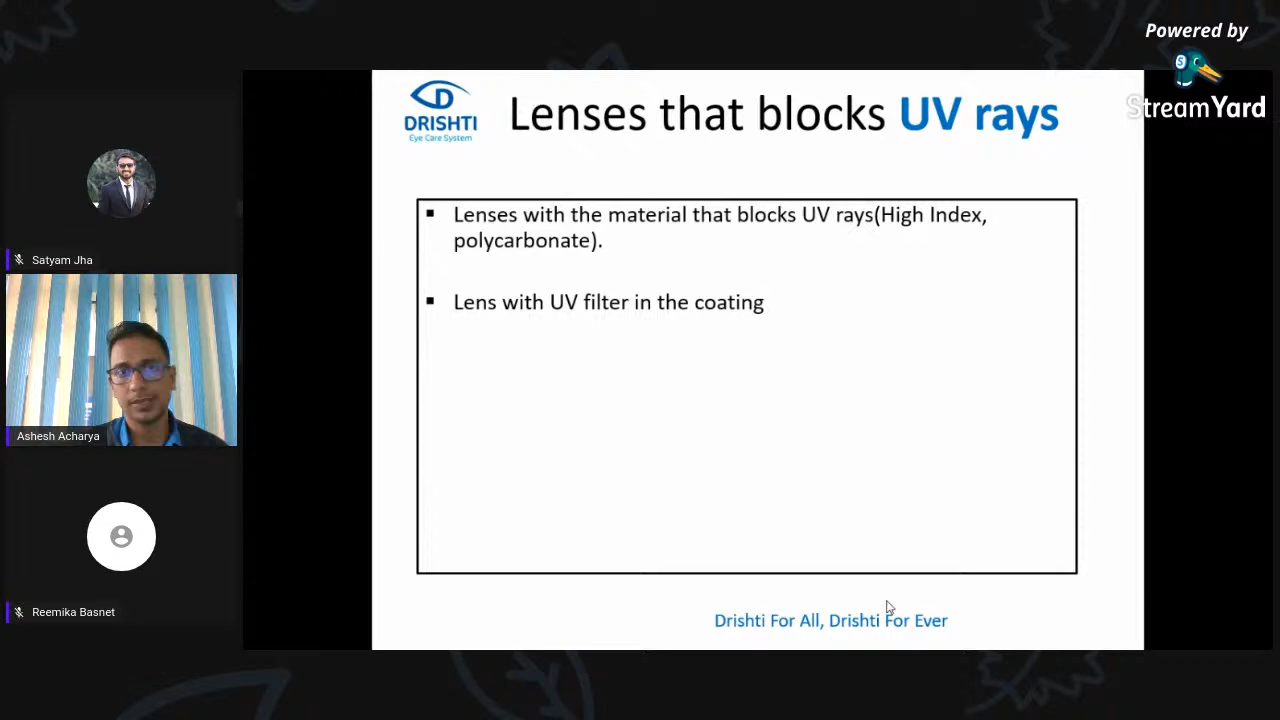 Powered by
StreamYard
DRISHTI
Eye Care System
Lenses that blocks UV rays
▪ Lenses with the material that blocks UV rays(High Index,
polycarbonate).
▪ Lens with UV filter in the coating
Drishti For All, Drishti For Ever
Satyam Jha
Ashesh Acharya
Reemika Basnet